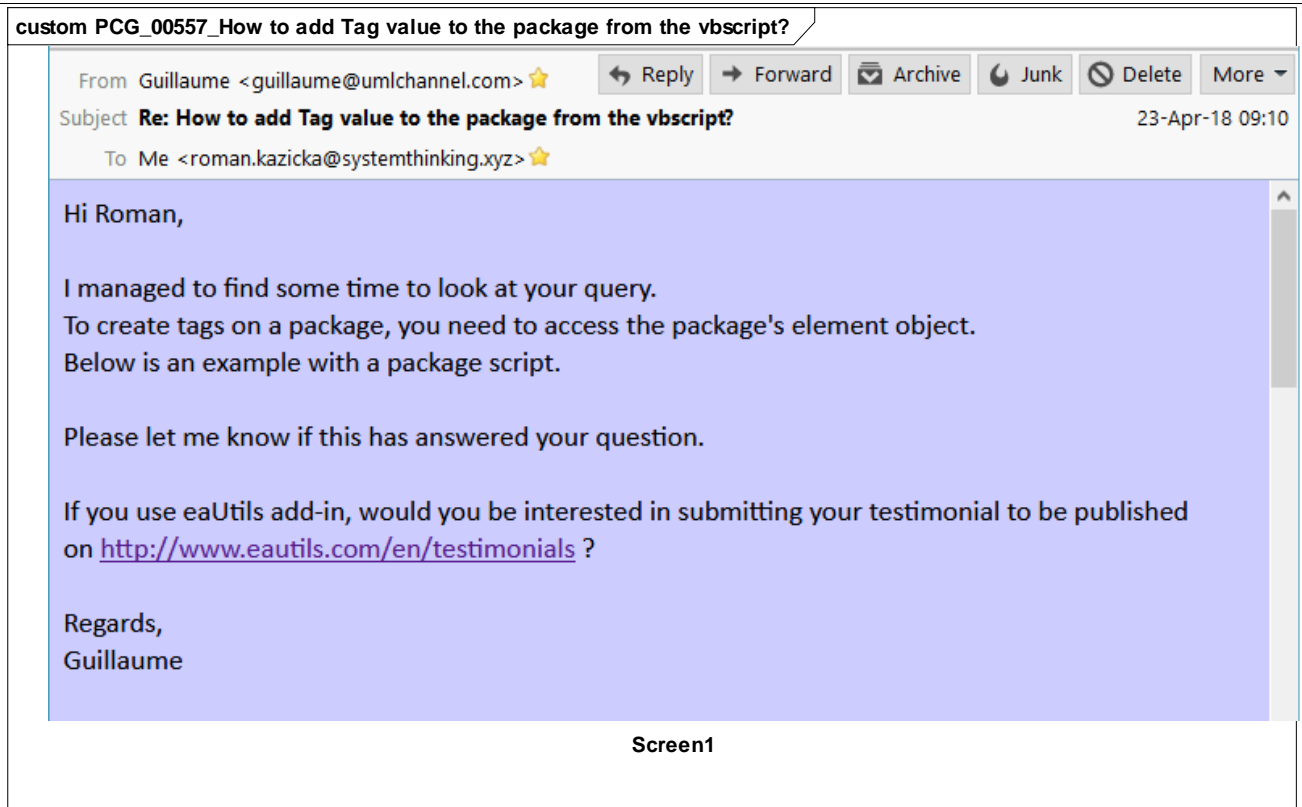 custom PCG_00557_How to add Tag value to the package from the vbscript?
From Guillaume <guillaume@umlchannel.com> Reply Forward Archive Junk Delete More
Subject Re: How to add Tag value to the package from the vbscript? 23-Apr-18 09:10
To Me <roman.kazicka@systemthinking.xyz>
Hi Roman,
I managed to find some time to look at your query.
To create tags on a package, you need to access the package's element object.
Below is an example with a package script.
Please let me know if this has answered your question.
If you use eaUtils add-in, would you be interested in submitting your testimonial to be published
on http://www.eautils.com/en/testimonials ?
Regards,
Guillaume
Screen1